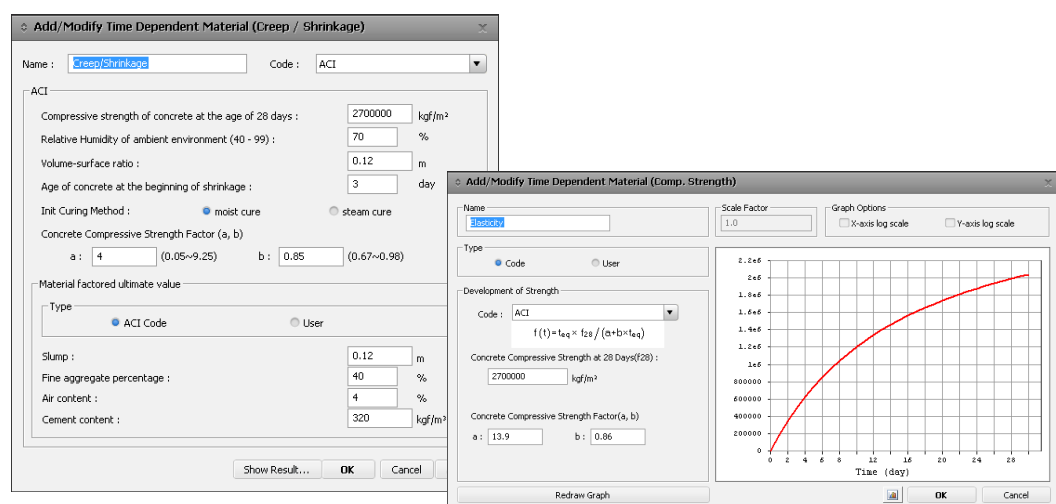 Add/Modify Time Dependent Material (Creep / Shrinkage)
Name : Creep/Shrinkage Code : ACI
ACI
Compressive strength of concrete at the age of 28 days : 2700000 kgf/m²
Relative Humidity of ambient environment (40 - 99) : 70 %
Volume-surface ratio : 0.12 m
Age of concrete at the beginning of shrinkage : 3 day
Init Curing Method : moist cure steam cure
Concrete Compressive Strength Factor (a, b)
a : 4 (0.05~9.25) b : 0.85 (0.67~0.98)
Material factored ultimate value
Type
ACI Code User
Slump : 0.12 m
Fine aggregate percentage : 40 %
Air content : 4 %
Cement content : 320 kgf/m³
Show Result... OK Cancel
Add/Modify Time Dependent Material (Comp. Strength)
Name
Elasticity
Scale Factor
1.0
Graph Options
X-axis log scale Y-axis log scale
Type
Code User
Development of Strength
Code : ACI
f(t)=t_eq × f_28/(a+b×t_eq)
Concrete Compressive Strength at 28 Days(f28) :
2700000 kgf/m²
Concrete Compressive Strength Factor(a, b)
a : 13.9 b : 0.86
Redraw Graph
2.2e6
2e6
1.8e6
1.6e6
1.4e6
1.2e6
1e6
800000
600000
400000
200000
0
0 2 4 6 8 12 16 20 24 28
Time (day)
OK Cancel